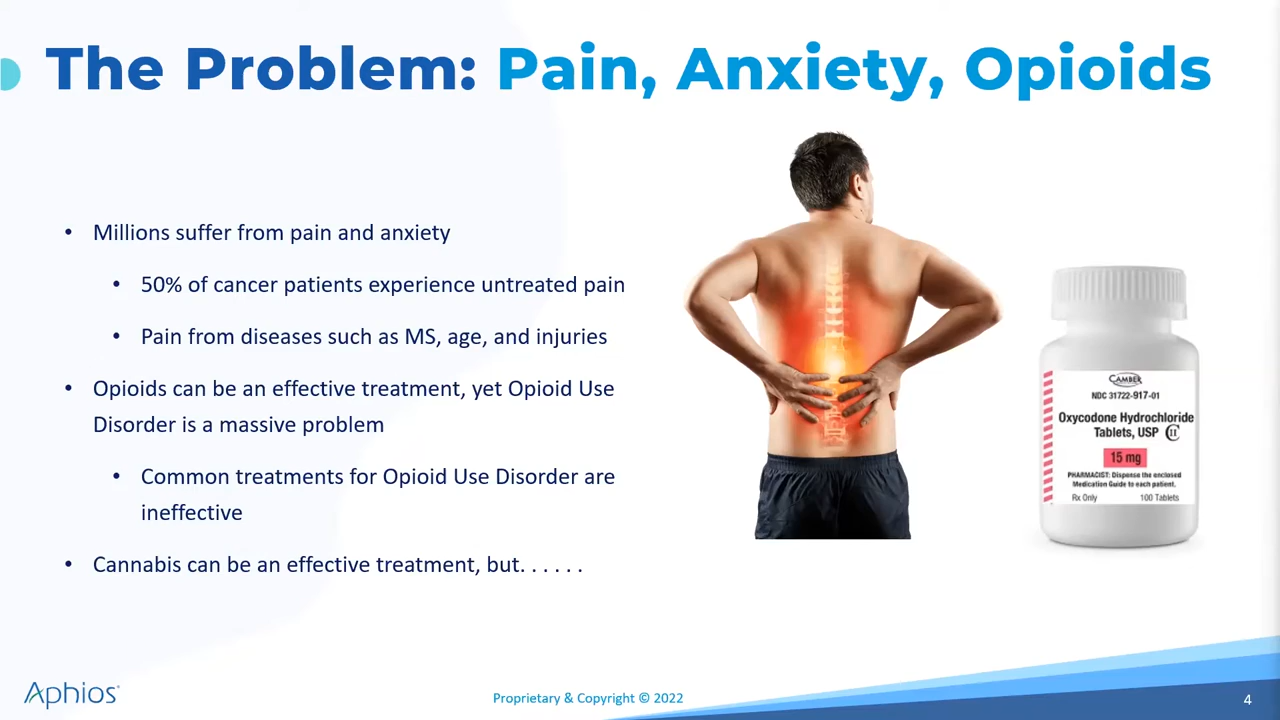 The Problem: Pain, Anxiety, Opioids
• Millions suffer from pain and anxiety
• 50% of cancer patients experience untreated pain
• Pain from diseases such as MS, age, and injuries
• Opioids can be an effective treatment, yet Opioid Use
Disorder is a massive problem
• Common treatments for Opioid Use Disorder are
ineffective
• Cannabis can be an effective treatment, but. . . . . .
CAMBER
NDC 31722-917-01
Oxycodone Hydrochloride
Tablets, USP CII
15 mg
PHARMACIST: Dispense the enclosed
Medication Guide to each patient.
Rx Only 100 Tablets
Aphios®
Proprietary & Copyright © 2022
4